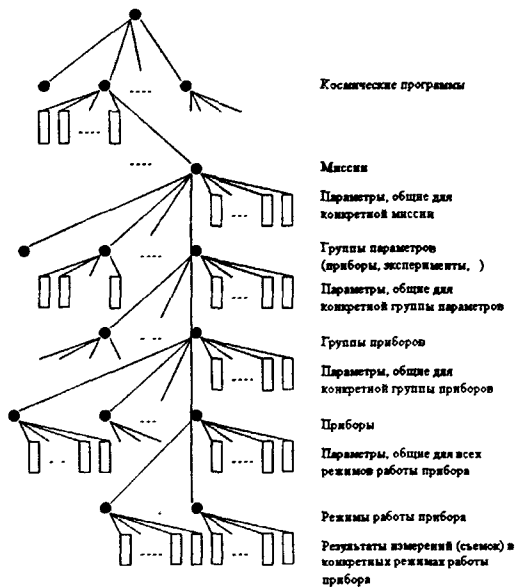 Космические программы
Миссии
Параметры, общие для
конкретной миссии
Группы параметров
(приборы, эксперименты, )
Параметры, общие для
конкретной группы параметров
Группы приборов
Параметры, общие для
конкретной группы приборов
Приборы
Параметры, общие для всех
режимов работы прибора
Режимы работы прибора
Результаты измерений (съемок) в
конкретных режимах работы
прибора